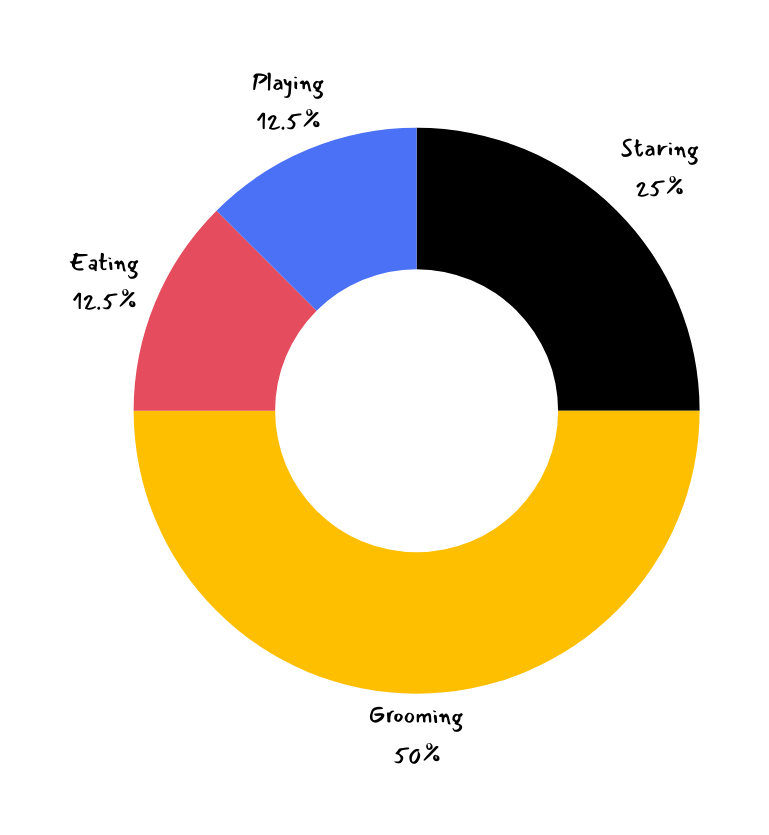 Playing
12.5%
Staring
25%
Eating
12.5%
Grooming
50%